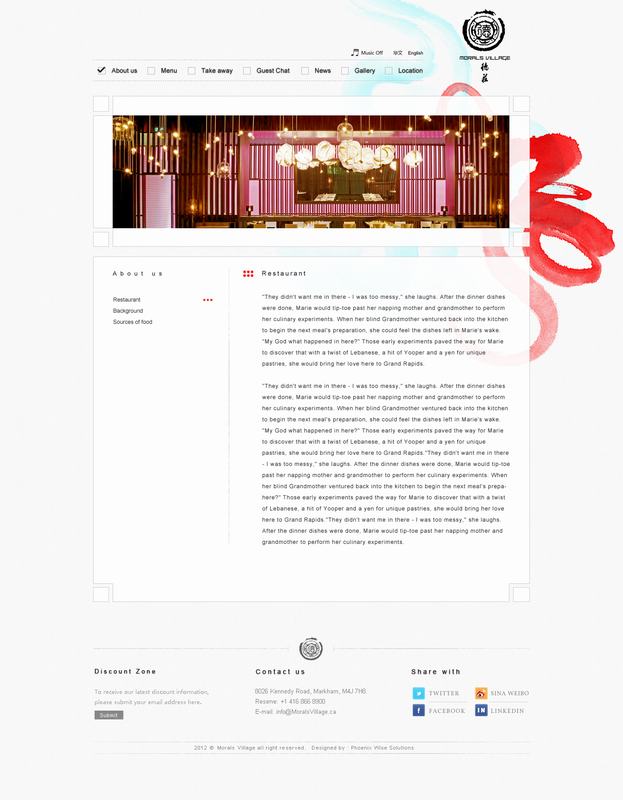 Music Off 华文 English
MORALS VILLAGE
德
莊
About us Menu Take away Guest Chat News Gallery Location
About us
Restaurant
Background
Sources of food
Restaurant
"They didn't want me in there - I was too messy," she laughs. After the dinner dishes
were done, Marie would tip-toe past her napping mother and grandmother to perform
her culinary experiments. When her blind Grandmother ventured back into the kitchen
to begin the next meal's preparation, she could feel the dishes left in Marie's wake.
"My God what happened in here?" Those early experiments paved the way for Marie
to discover that with a twist of Lebanese, a hit of Yooper and a yen for unique
pastries, she would bring her love here to Grand Rapids.
"They didn't want me in there - I was too messy," she laughs. After the dinner dishes
were done, Marie would tip-toe past her napping mother and grandmother to perform
her culinary experiments. When her blind Grandmother ventured back into the kitchen
to begin the next meal's preparation, she could feel the dishes left in Marie's wake.
"My God what happened in here?" Those early experiments paved the way for Marie
to discover that with a twist of Lebanese, a hit of Yooper and a yen for unique
pastries, she would bring her love here to Grand Rapids."They didn't want me in there
- I was too messy," she laughs. After the dinner dishes were done, Marie would tip-toe
past her napping mother and grandmother to perform her culinary experiments. When
her blind Grandmother ventured back into the kitchen to begin the next meal's prepa-
here?" Those early experiments paved the way for Marie to discover that with a twist
of Lebanese, a hit of Yooper and a yen for unique pastries, she would bring her love
here to Grand Rapids."They didn't want me in there - I was too messy," she laughs.
After the dinner dishes were done, Marie would tip-toe past her napping mother and
grandmother to perform her culinary experiments.
Discount Zone
To receive our latest discount information,
please submit your email address here.
Submit
Contact us
8026 Kennedy Road, Markham, M4J 7H8
Reserve: +1 416 866 8900
E-mail: info@MoralsVillage.ca
Share with
TWITTER SINA WEIBO
FACEBOOK LINKEDIN
2012 © Morals Village all right reserved. Designed by : Phoenix Wise Solutions